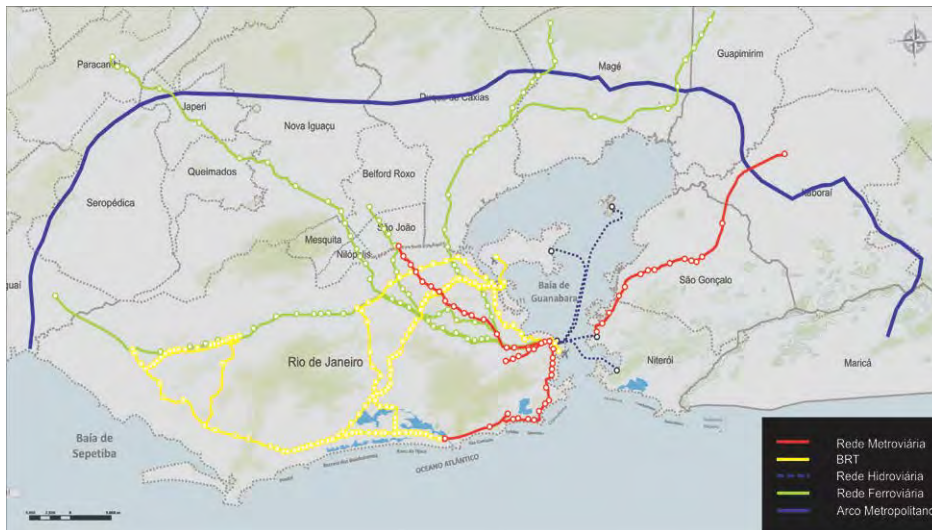 Guapimirim
Magé
Paracambi
Duque de Caxias
Japeri
Nova Iguaçu
Queimados
Belford Roxo
Seropédica
Itaboraí
São João
Mesquita
Nilópolis
São Gonçalo
Baía de
Guanabara
guaí
Rio de Janeiro
Niterói
Maricá
Baía de
Sepetiba
OCEANO ATLÂNTICO
Rede Metroviária
BRT
Rede Hidroviária
Rede Ferroviária
Arco Metropolitano